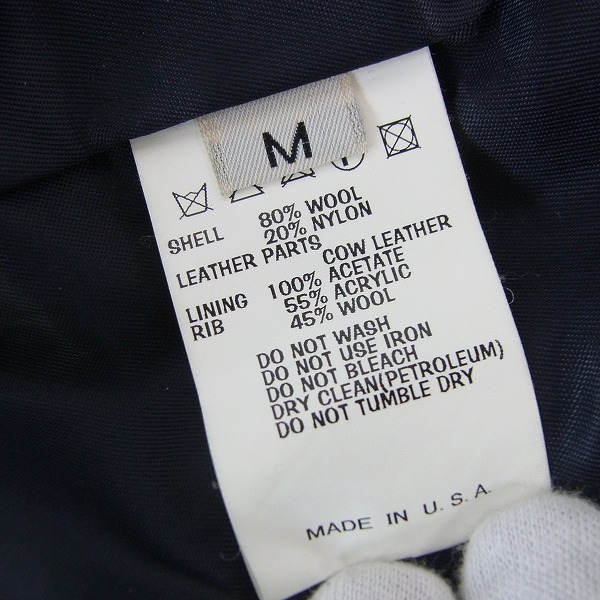 M
SHELL 80% WOOL
20% NYLON
LEATHER PARTS
COW LEATHER
LINING 100% ACETATE
RIB 55% ACRYLIC
45% WOOL
DO NOT WASH
DO NOT USE IRON
DO NOT BLEACH
DRY CLEAN(PETROLEUM)
DO NOT TUMBLE DRY
MADE IN U.S.A.